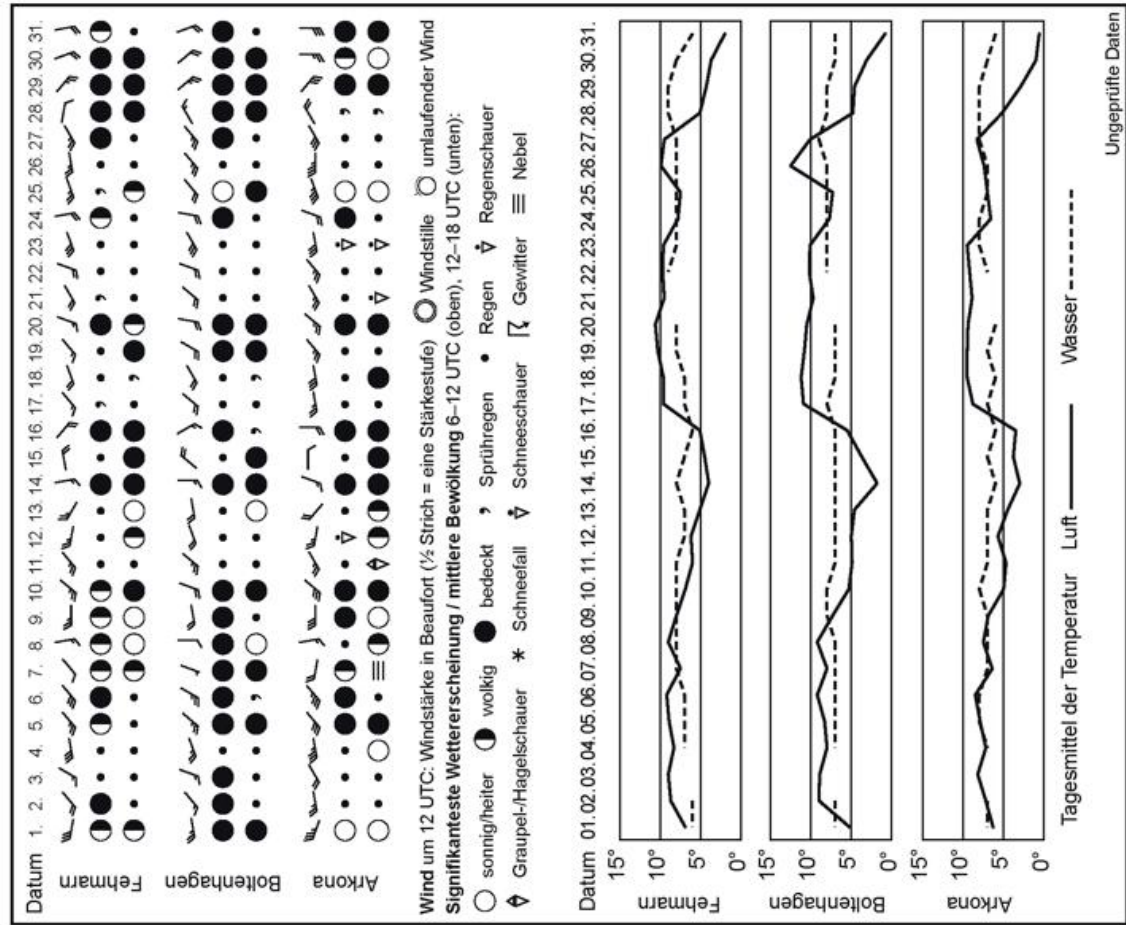 Datum 1. 2. 3. 4. 5. 6. 7. 8. 9. 10. 11. 12. 13. 14. 15. 16. 17. 18. 19. 20. 21. 22. 23. 24. 25. 26. 27. 28. 29. 30. 31.
Fehmarn
Boltenhagen
Arkona
Wind um 12 UTC: Windstärke in Beaufort (½ Strich = eine Stärkestufe) Windstille umlaufender Wind
Signifikanteste Wettererscheinung / mittlere Bewölkung 6–12 UTC (oben), 12–18 UTC (unten):
sonnig/heiter wolkig bedeckt Sprühregen Regen Regenschauer
Graupel-/Hagelschauer Schneefall Schneeschauer Gewitter Nebel
Datum 01. 02. 03. 04. 05. 06. 07. 08. 09. 10. 11. 12. 13. 14. 15. 16. 17. 18. 19. 20. 21. 22. 23. 24. 25. 26. 27. 28. 29. 30. 31.
15°
10°
5°
0°
Fehmarn
15°
10°
5°
0°
Boltenhagen
15°
10°
5°
0°
Arkona
Tagesmittel der Temperatur Luft Wasser
Ungeprüfte Daten